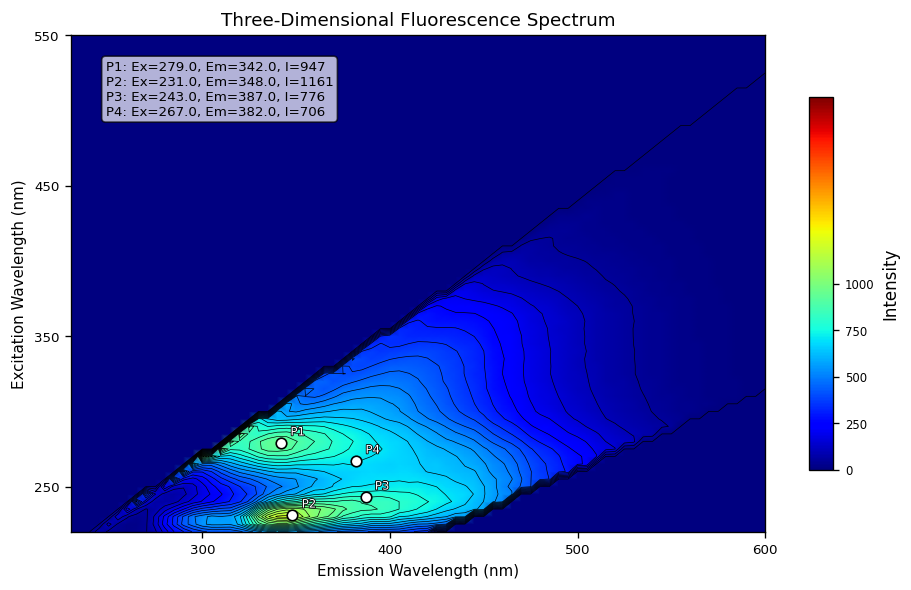 Three-Dimensional Fluorescence Spectrum
550
450
350
250
Excitation Wavelength (nm)
P1: Ex=279.0, Em=342.0, I=947
P2: Ex=231.0, Em=348.0, I=1161
P3: Ex=243.0, Em=387.0, I=776
P4: Ex=267.0, Em=382.0, I=706
P1
P4
P3
P2
300
400
500
600
Emission Wavelength (nm)
1000
750
500
250
0
Intensity